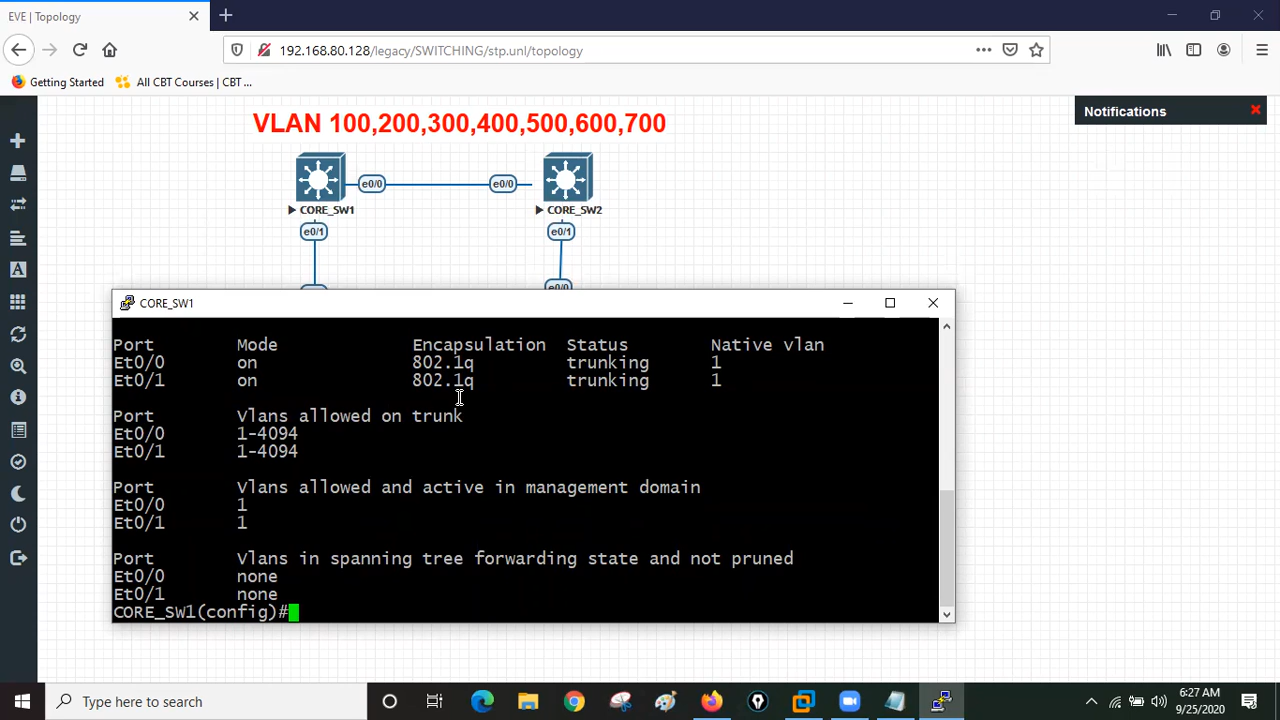 EVE | Topology
192.168.80.128/legacy/SWITCHING/stp.unl/topology
Getting Started
All CBT Courses | CBT ...
VLAN 100,200,300,400,500,600,700
Notifications
e0/0
e0/0
CORE_SW1
CORE_SW2
e0/1
e0/1
e0/0
CORE_SW1
Port Mode Encapsulation Status Native vlan
Et0/0 on 802.1q trunking 1
Et0/1 on 802.1q trunking 1
Port Vlans allowed on trunk
Et0/0 1-4094
Et0/1 1-4094
Port Vlans allowed and active in management domain
Et0/0 1
Et0/1 1
Port Vlans in spanning tree forwarding state and not pruned
Et0/0 none
Et0/1 none
CORE_SW1(config)#
Type here to search
6:27 AM
9/25/2020